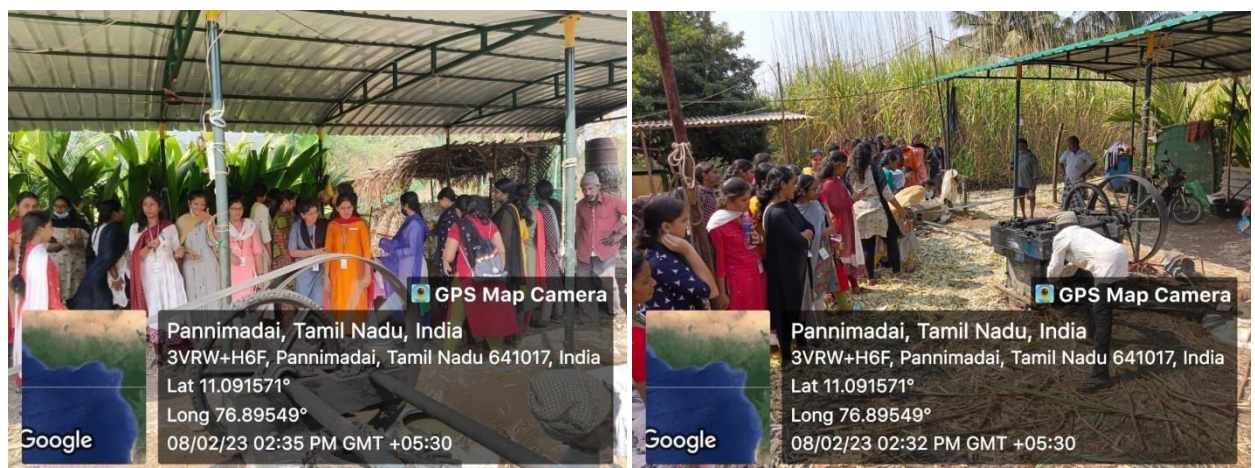 GPS Map Camera
Pannimadai, Tamil Nadu, India
3VRW+H6F, Pannimadai, Tamil Nadu 641017, India
Lat 11.091571°
Long 76.89549°
08/02/23 02:35 PM GMT +05:30
Google
GPS Map Camera
Pannimadai, Tamil Nadu, India
3VRW+H6F, Pannimadai, Tamil Nadu 641017, India
Lat 11.091571°
Long 76.89549°
08/02/23 02:32 PM GMT +05:30
Google